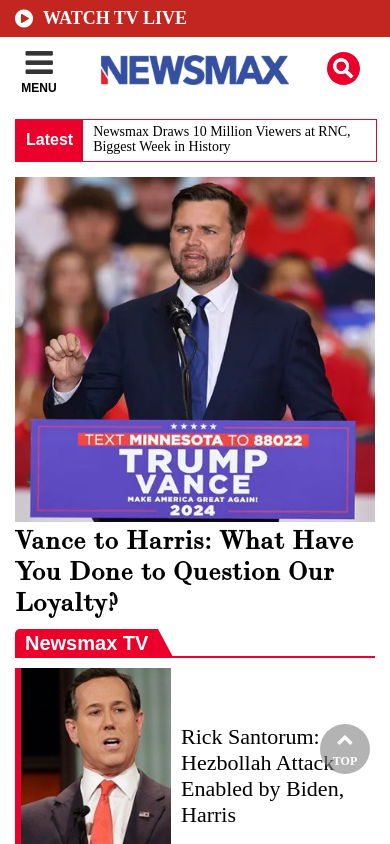 WATCH TV LIVE
MENU
NEWSMAX
Latest
Newsmax Draws 10 Million Viewers at RNC,
Biggest Week in History
TEXT MINNESOTA TO 88022
TRUMP
VANCE
MAKE AMERICA GREAT AGAIN!
2024
Vance to Harris: What Have
You Done to Question Our
Loyalty?
Newsmax TV
Rick Santorum:
Hezbollah Attack
Enabled by Biden,
Harris
TOP